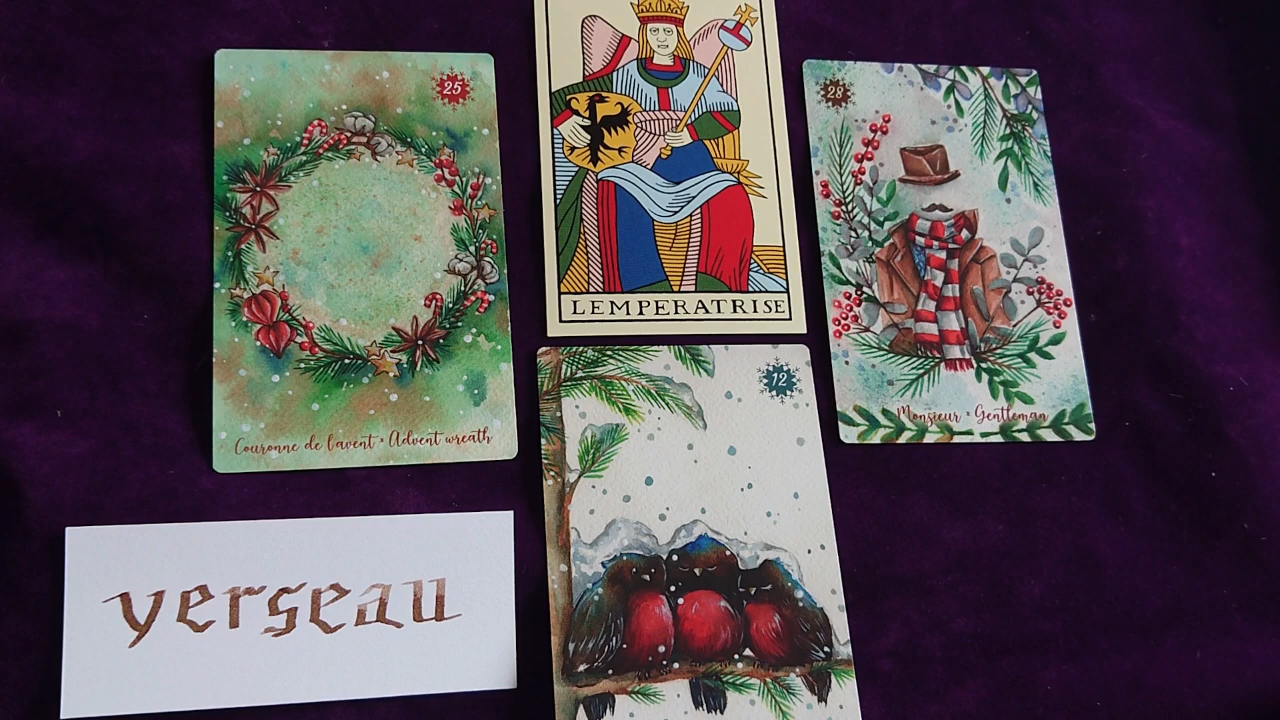 25
Couronne de l'avent * Advent wreath
LEMPERATRISE
28
Monsieur * Gentleman
12
verseau